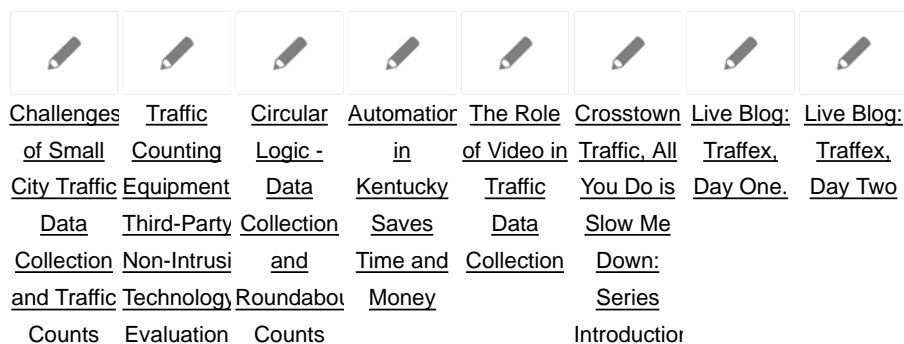 Challenges
of Small
City Traffic
Data
Collection
and Traffic
Counts
Traffic
Counting
Equipment
Third-Party
Non-Intrusi
Technology
Evaluation
Circular
Logic -
Data
Collection
and
Roundabou
Counts
Automation
in
Kentucky
Saves
Time and
Money
The Role
of Video in
Traffic
Data
Collection
Crosstown
Traffic, All
You Do is
Slow Me
Down:
Series
Introduction
Live Blog:
Traffex,
Day One.
Live Blog:
Traffex,
Day Two